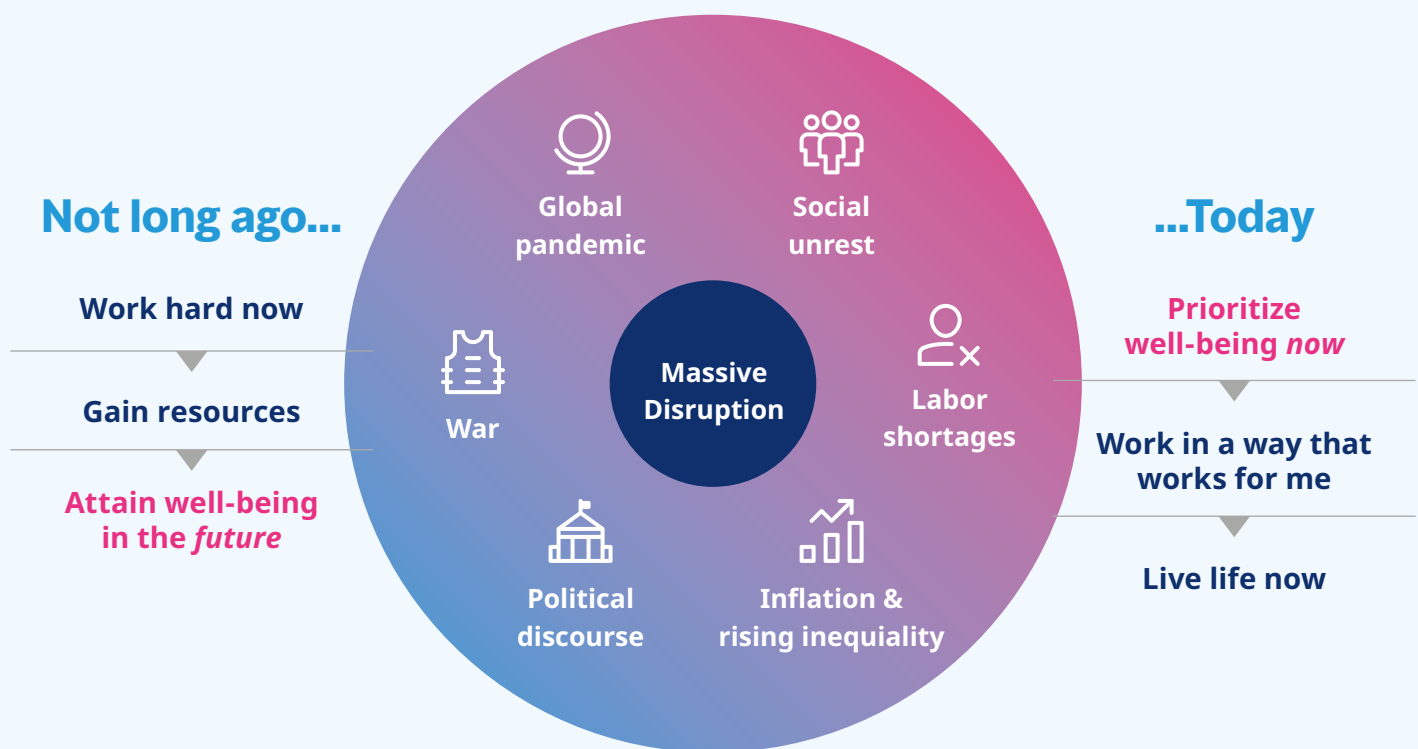 Not long ago...
Work hard now
Gain resources
Attain well-being
in the future
Global
pandemic
Social
unrest
War
Massive
Disruption
Labor
shortages
Political
discourse
Inflation &
rising inequiality
...Today
Prioritize
well-being now
Work in a way that
works for me
Live life now